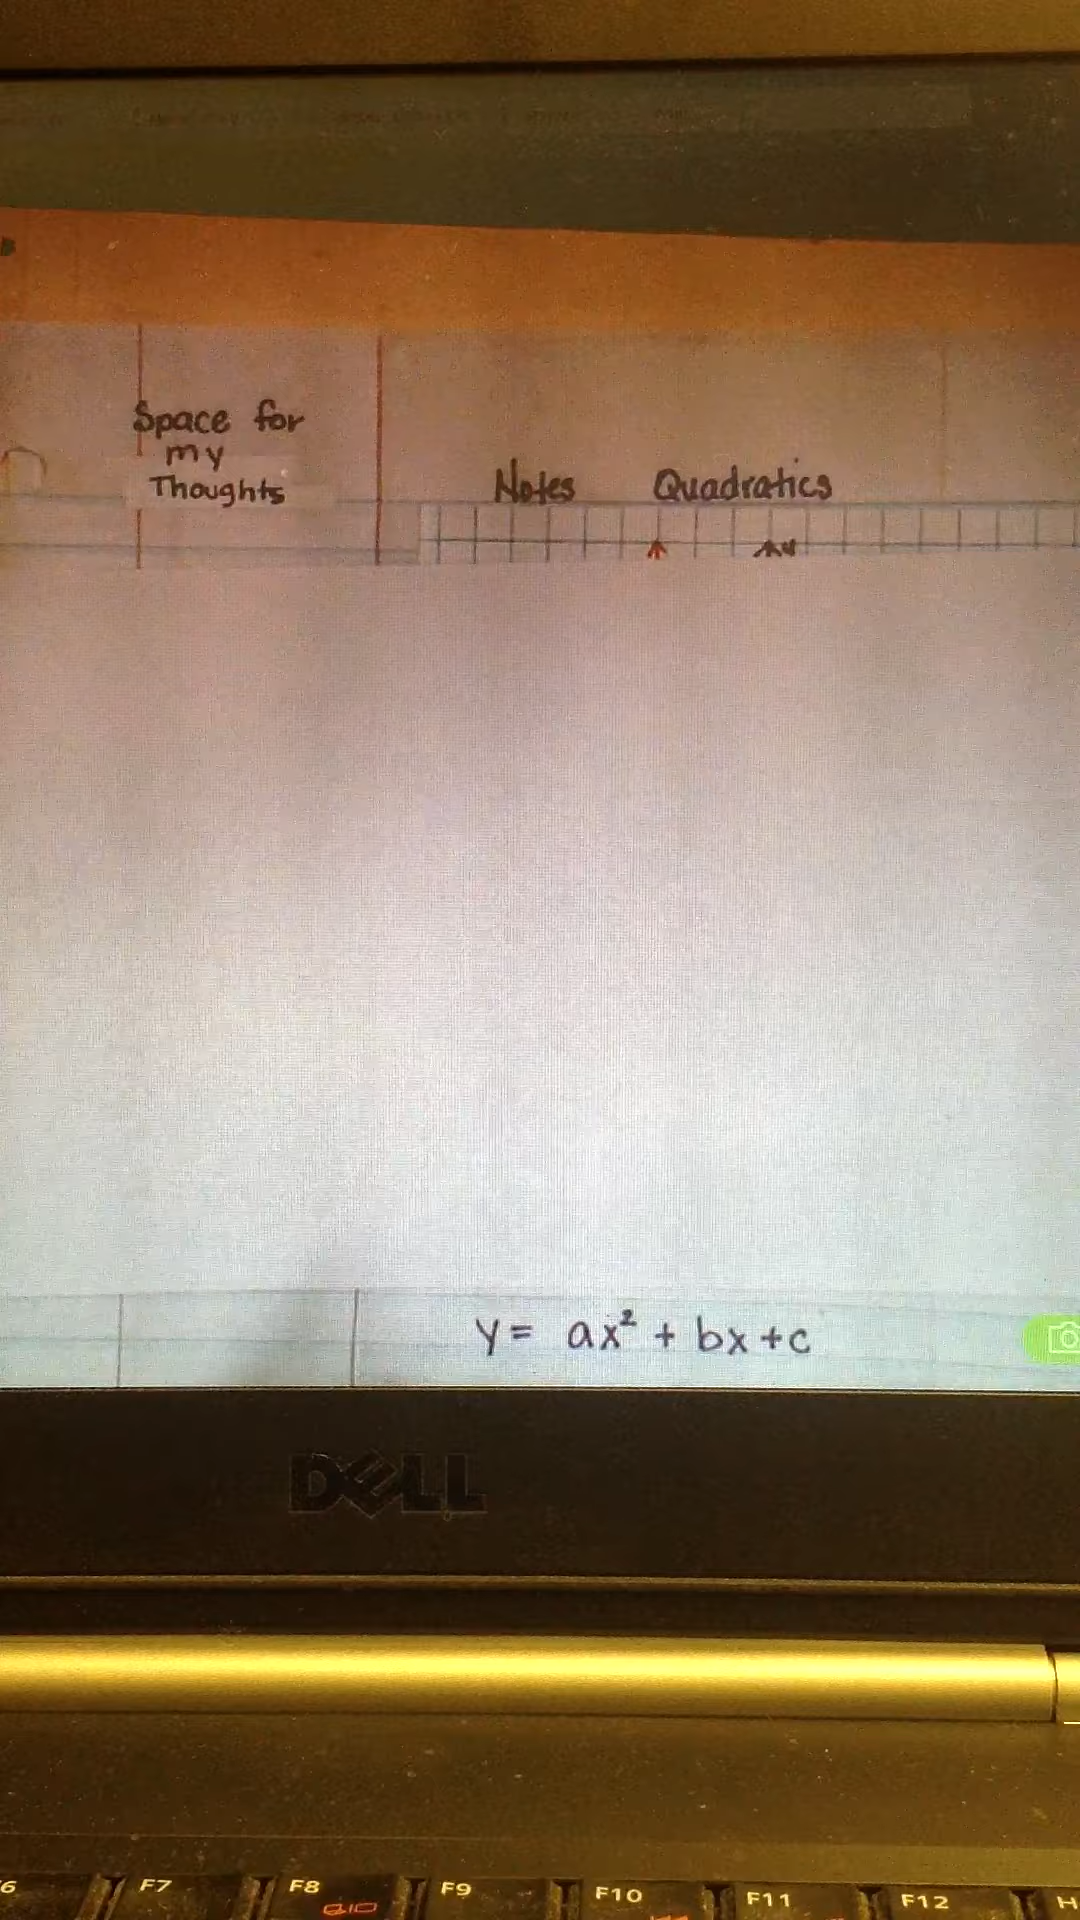 Space for
my
Thoughts
Notes Quadratics
y = ax² + bx + c
DELL
F7 F8 F9 F10 F11 F12